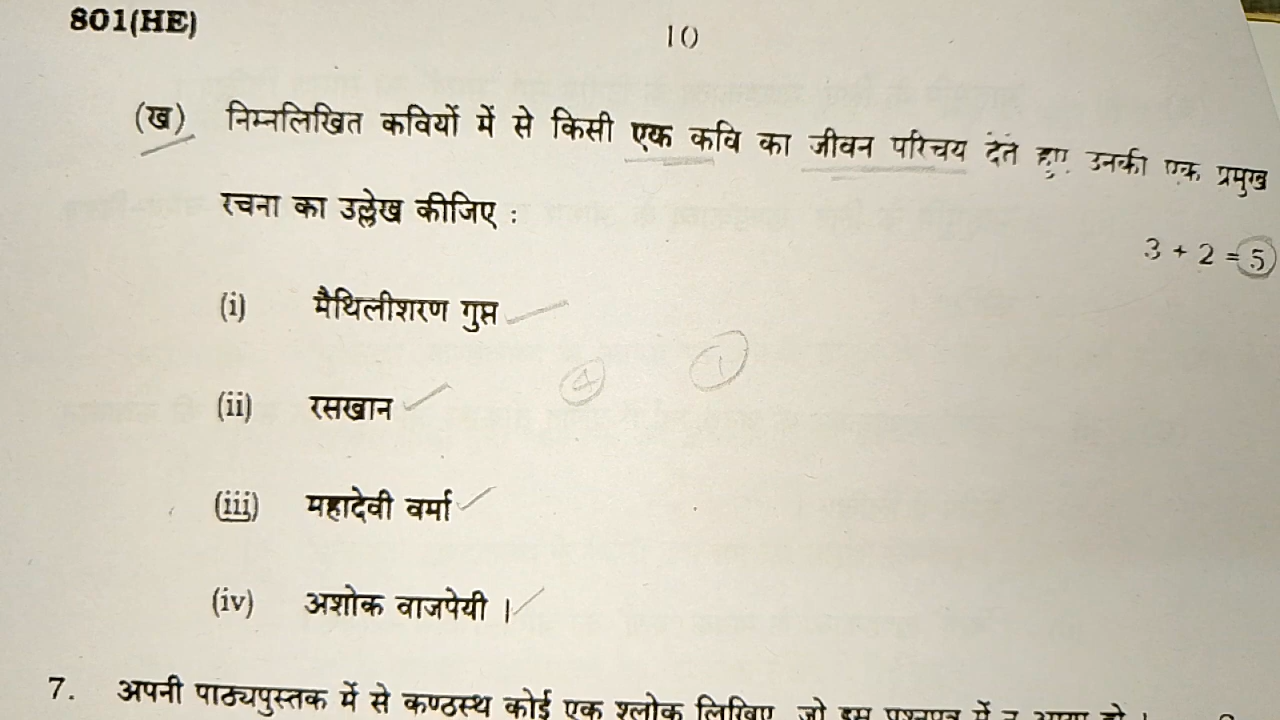 801(HE)
10
(ख) निम्नलिखित कवियों में से किसी एक कवि का जीवन परिचय देते हुए उनकी एक प्रमुख
रचना का उल्लेख कीजिए :
3 + 2 = 5
(i) मैथिलीशरण गुप्त
4 1
(ii) रसखान
(iii) महादेवी वर्मा
(iv) अशोक वाजपेयी ।
7. अपनी पाठ्यपुस्तक में से कण्ठस्थ कोई एक श्लोक लिखिए जो इस प्रश्नपत्र में न आया हो ।